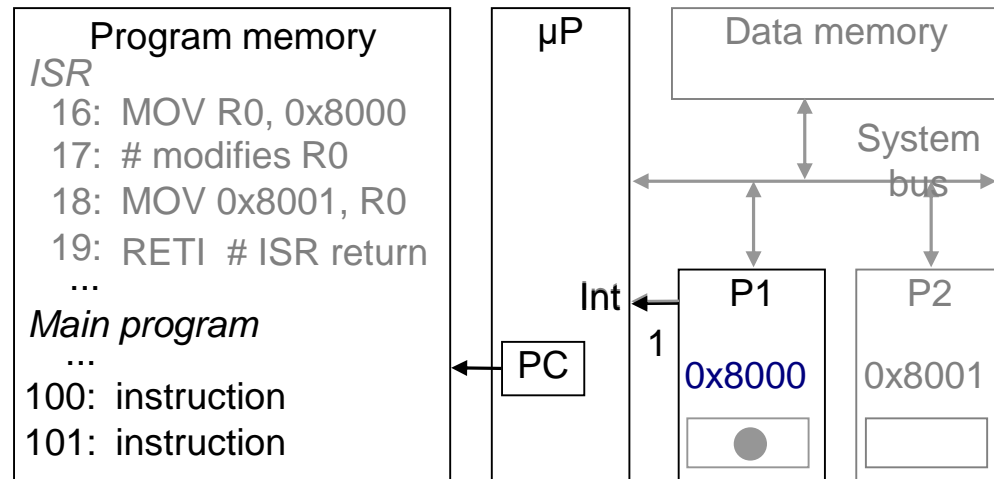 Program memory
ISR
16: MOV R0, 0x8000
17: # modifies R0
18: MOV 0x8001, R0
19: RETI # ISR return
...
Main program
...
100: instruction
101: instruction
µP
Int
PC
1
Data memory
System
bus
P1
0x8000
P2
0x8001